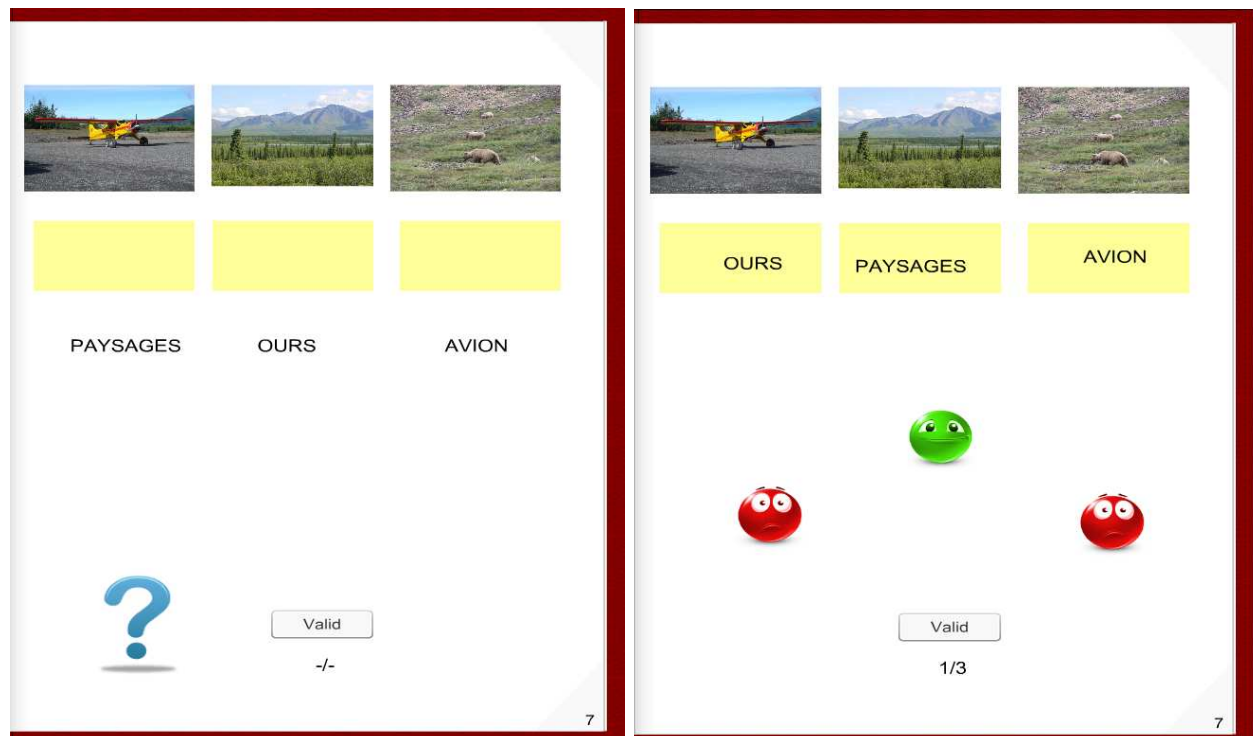 PAYSAGES OURS AVION
Valid
-/-
7
OURS PAYSAGES AVION
Valid
1/3
7